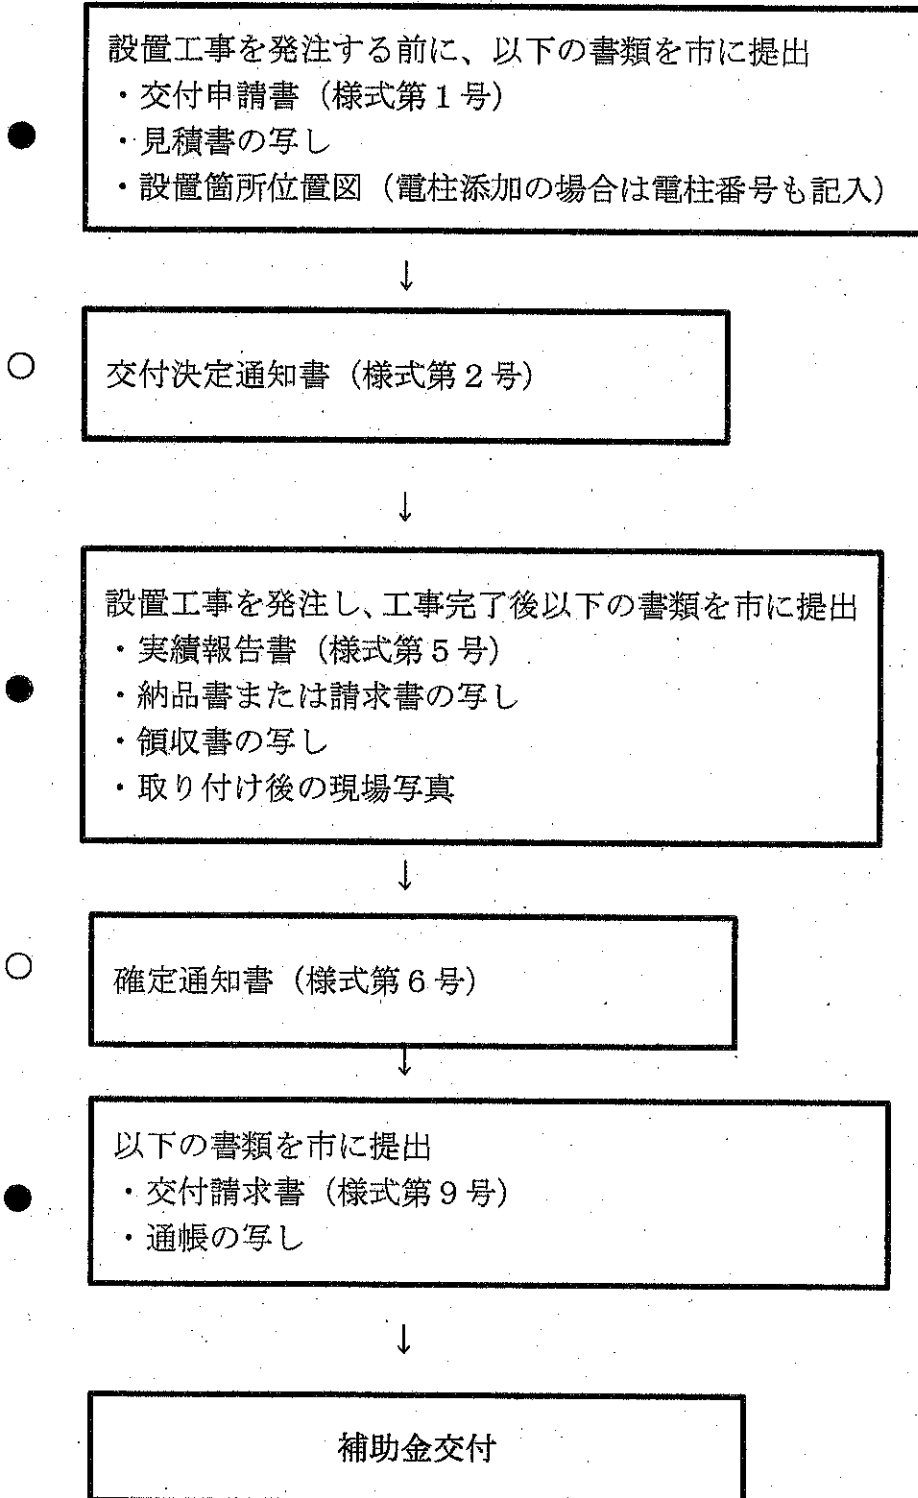 設置工事を発注する前に、以下の書類を市に提出
・交付申請書（様式第１号）
・見積書の写し
・設置箇所位置図（電柱添加の場合は電柱番号も記入）
↓
交付決定通知書（様式第２号）
↓
設置工事を発注し、工事完了後以下の書類を市に提出
・実績報告書（様式第５号）
・納品書または請求書の写し
・領収書の写し
・取り付け後の現場写真
↓
確定通知書（様式第６号）
↓
以下の書類を市に提出
・交付請求書（様式第９号）
・通帳の写し
↓
補助金交付